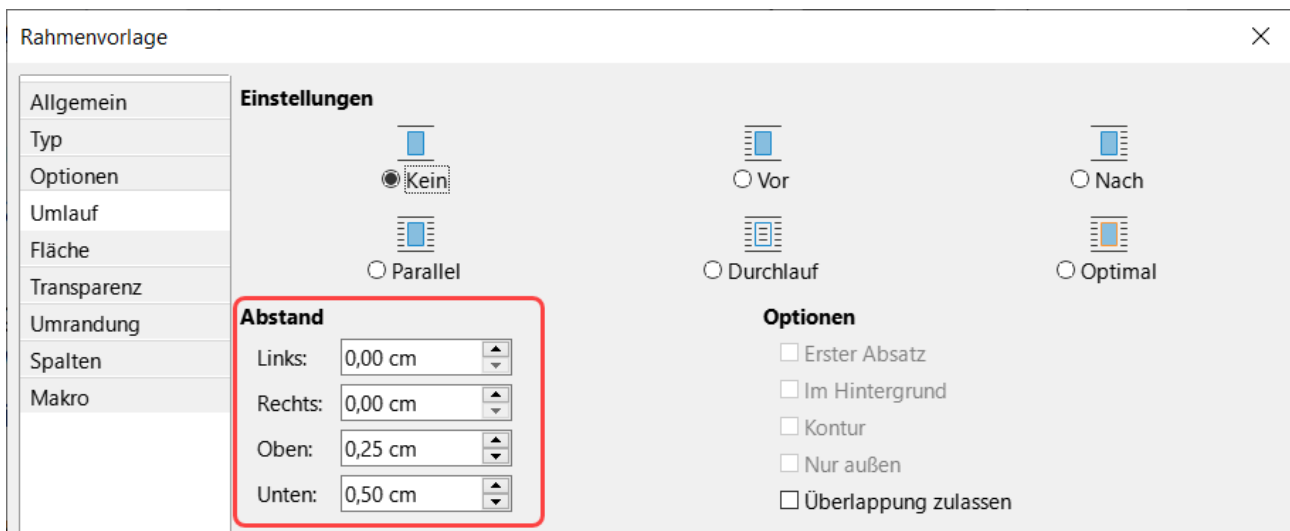 Rahmenvorlage
Allgemein
Typ
Optionen
Umlauf
Fläche
Transparenz
Umrandung
Spalten
Makro
Einstellungen
Kein
Vor
Nach
Parallel
Durchlauf
Optimal
Abstand
Links: 0,00 cm
Rechts: 0,00 cm
Oben: 0,25 cm
Unten: 0,50 cm
Optionen
Erster Absatz
Im Hintergrund
Kontur
Nur außen
Überlappung zulassen